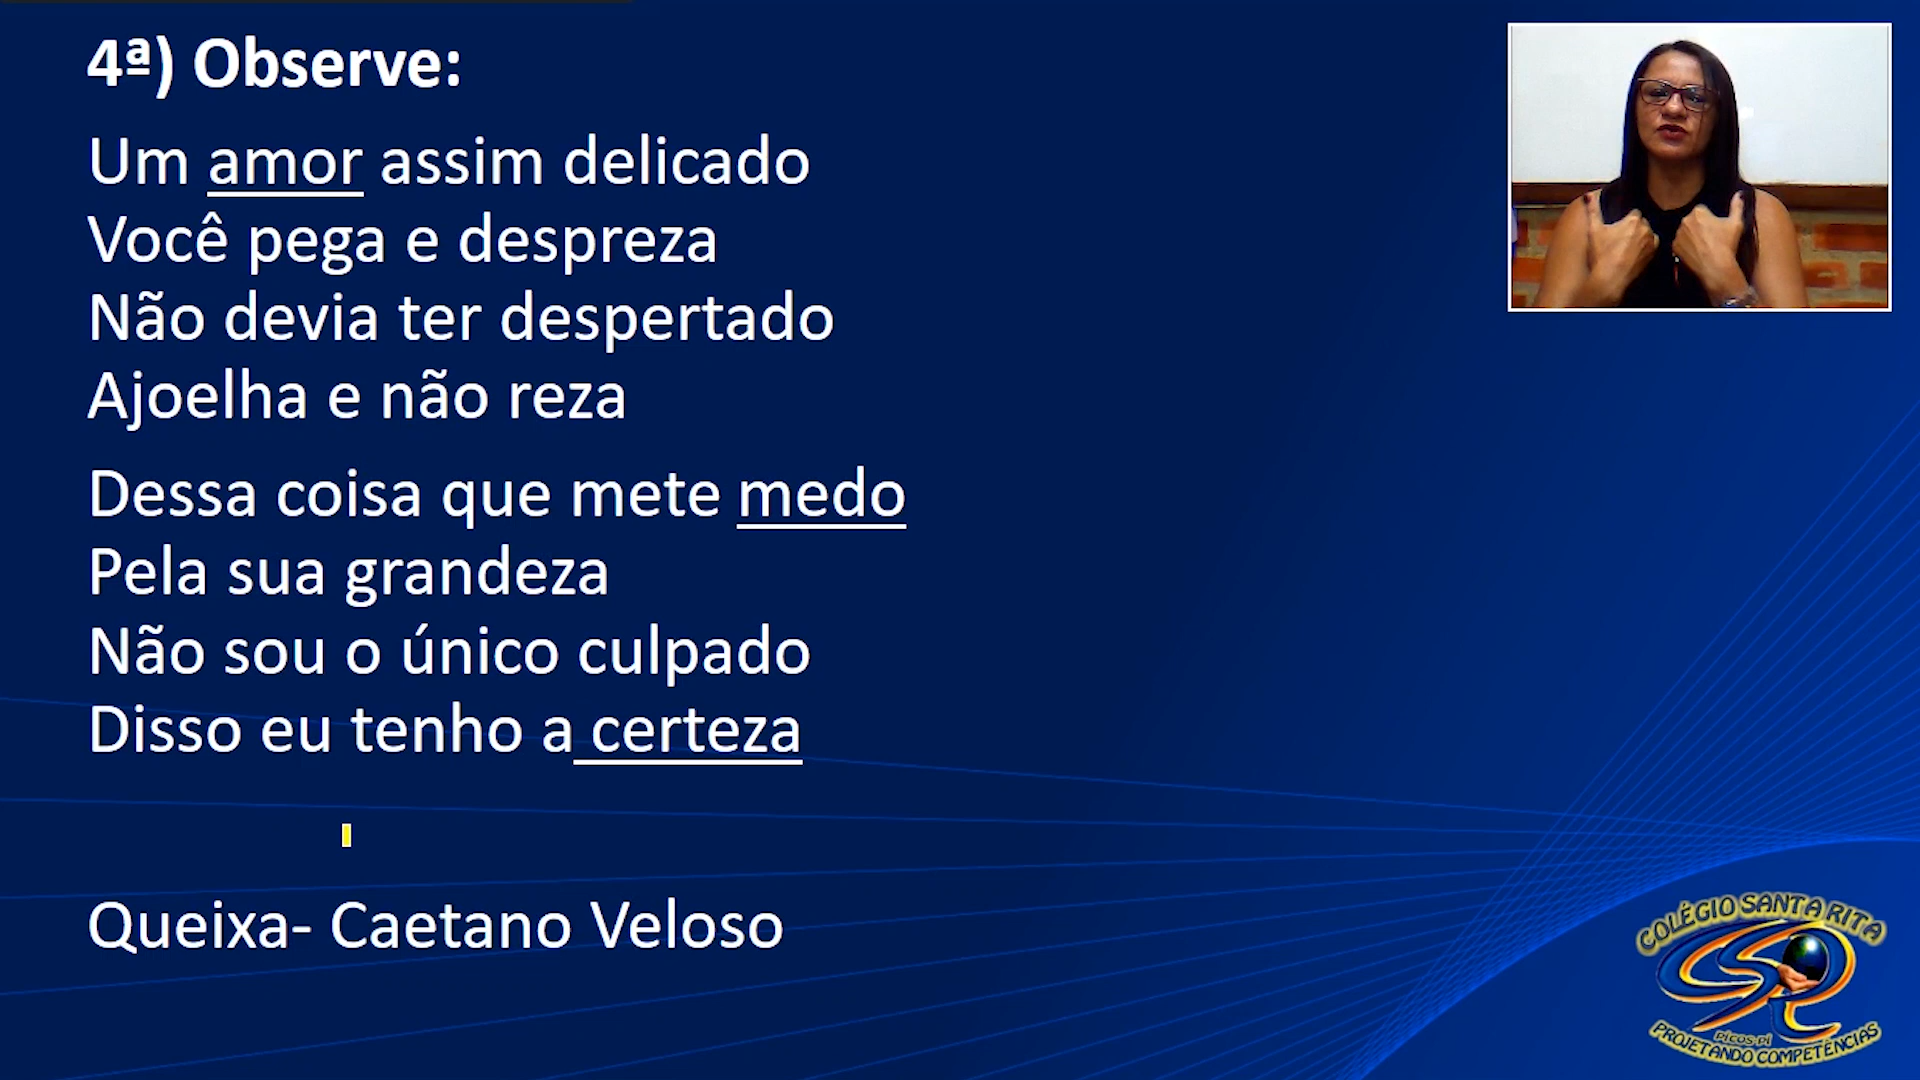 4ª) Observe:
Um amor assim delicado
Você pega e despreza
Não devia ter despertado
Ajoelha e não reza
Dessa coisa que mete medo
Pela sua grandeza
Não sou o único culpado
Disso eu tenho a certeza
Queixa- Caetano Veloso
COLÉGIO SANTA RITA
PICOS-PI
PROJETANDO COMPETÊNCIAS